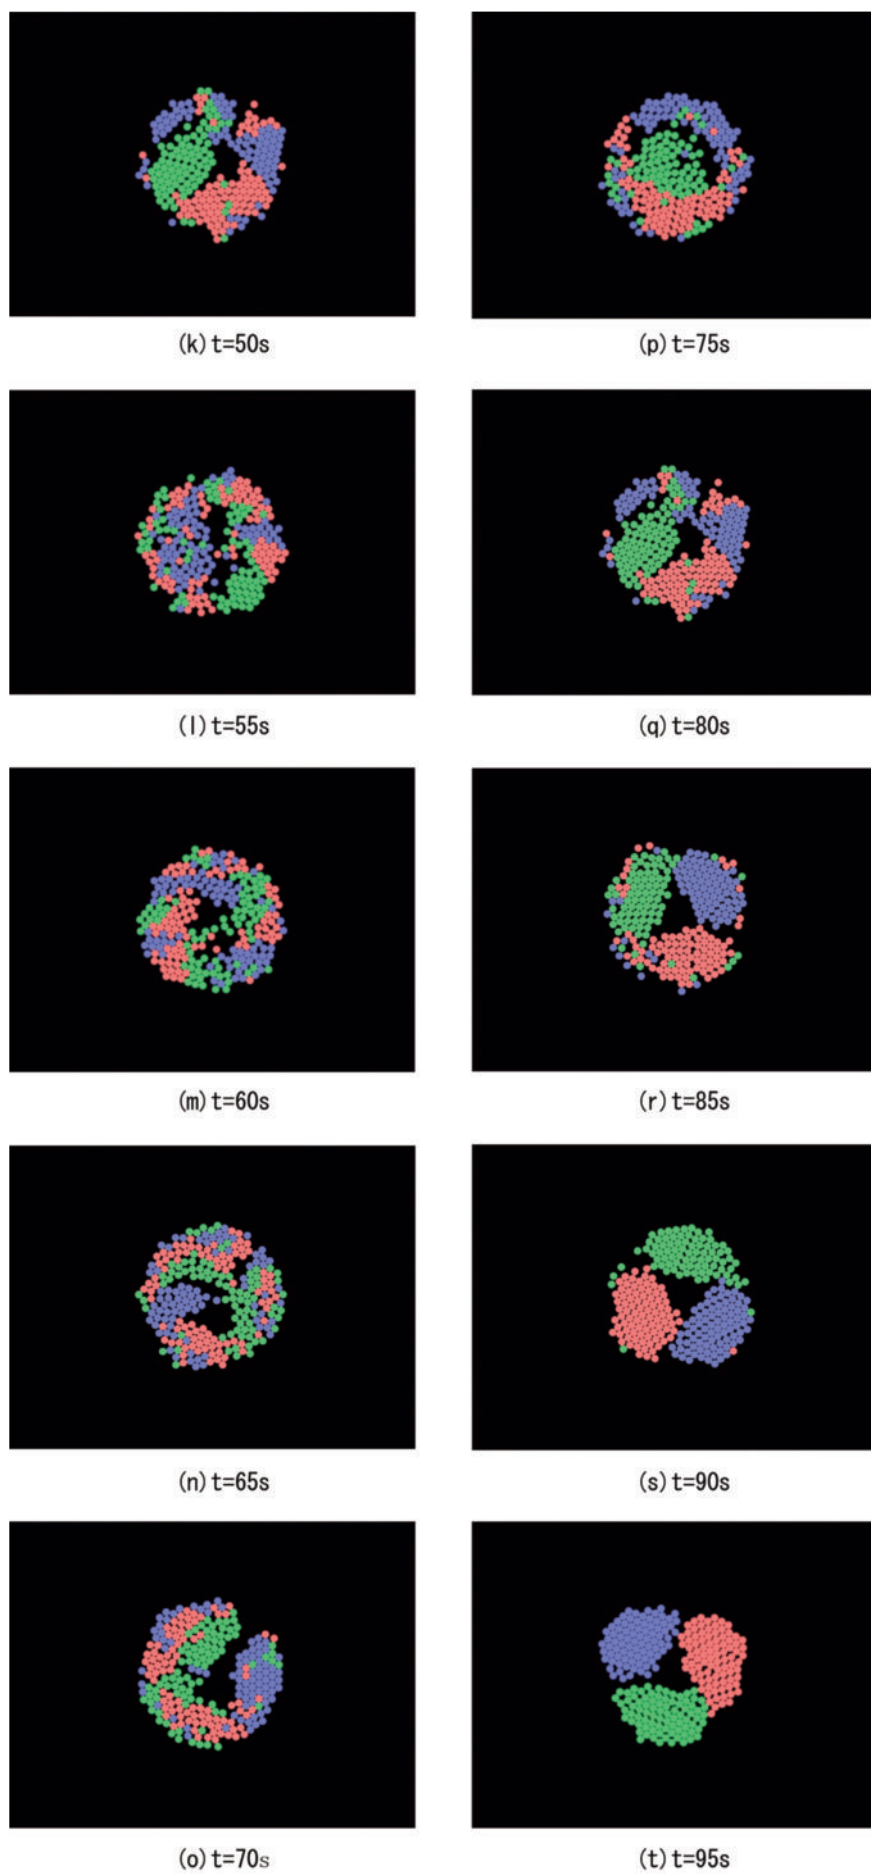 (k) t=50s
(p) t=75s
(l) t=55s
(q) t=80s
(m) t=60s
(r) t=85s
(n) t=65s
(s) t=90s
(o) t=70s
(t) t=95s